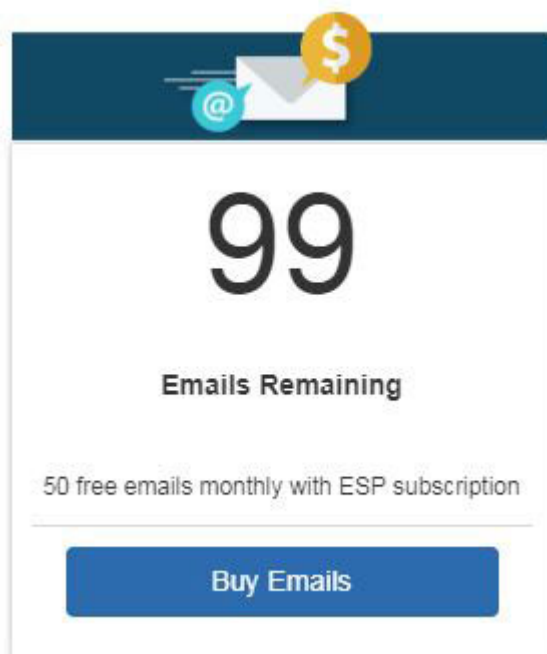 $
@
99
Emails Remaining
50 free emails monthly with ESP subscription
Buy Emails